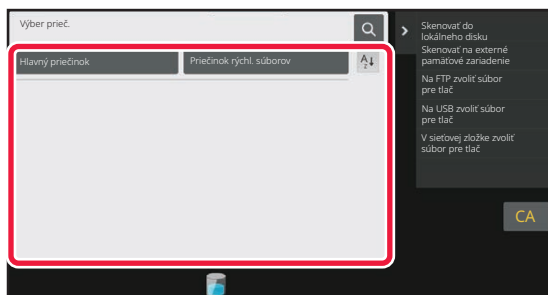 Výber prieč.
Hlavný priečinok
Priečinok rýchl. súborov
A
Z
Skenovať do
lokálneho disku
Skenovať na externé
pamäťové zariadenie
Na FTP zvoliť súbor
pre tlač
Na USB zvoliť súbor
pre tlač
V sieťovej zložke zvoliť
súbor pre tlač
CA